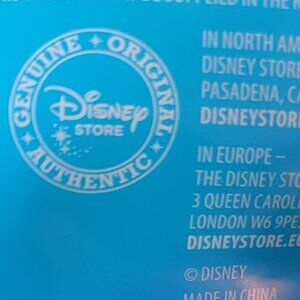 GENUINE • ORIGINAL • AUTHENTIC •
Disney
STORE
IN NORTH AM
DISNEY STORE
PASADENA, CA
DISNEYSTORE
IN EUROPE –
THE DISNEY STO
3 QUEEN CAROLI
LONDON W6 9PE
DISNEYSTORE.EU
© DISNEY
MADE IN CHINA